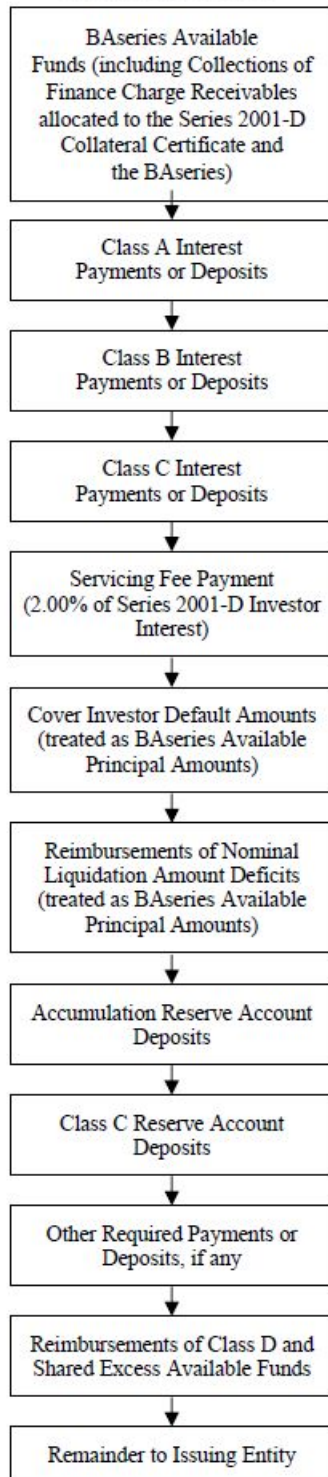 BAseries Available
Funds (including Collections of
Finance Charge Receivables
allocated to the Series 2001-D
Collateral Certificate and
the BAseries)
Class A Interest
Payments or Deposits
Class B Interest
Payments or Deposits
Class C Interest
Payments or Deposits
Servicing Fee Payment
(2.00% of Series 2001-D Investor
Interest)
Cover Investor Default Amounts
(treated as BAseries Available
Principal Amounts)
Reimbursements of Nominal
Liquidation Amount Deficits
(treated as BAseries Available
Principal Amounts)
Accumulation Reserve Account
Deposits
Class C Reserve Account
Deposits
Other Required Payments or
Deposits, if any
Reimbursements of Class D and
Shared Excess Available Funds
Remainder to Issuing Entity